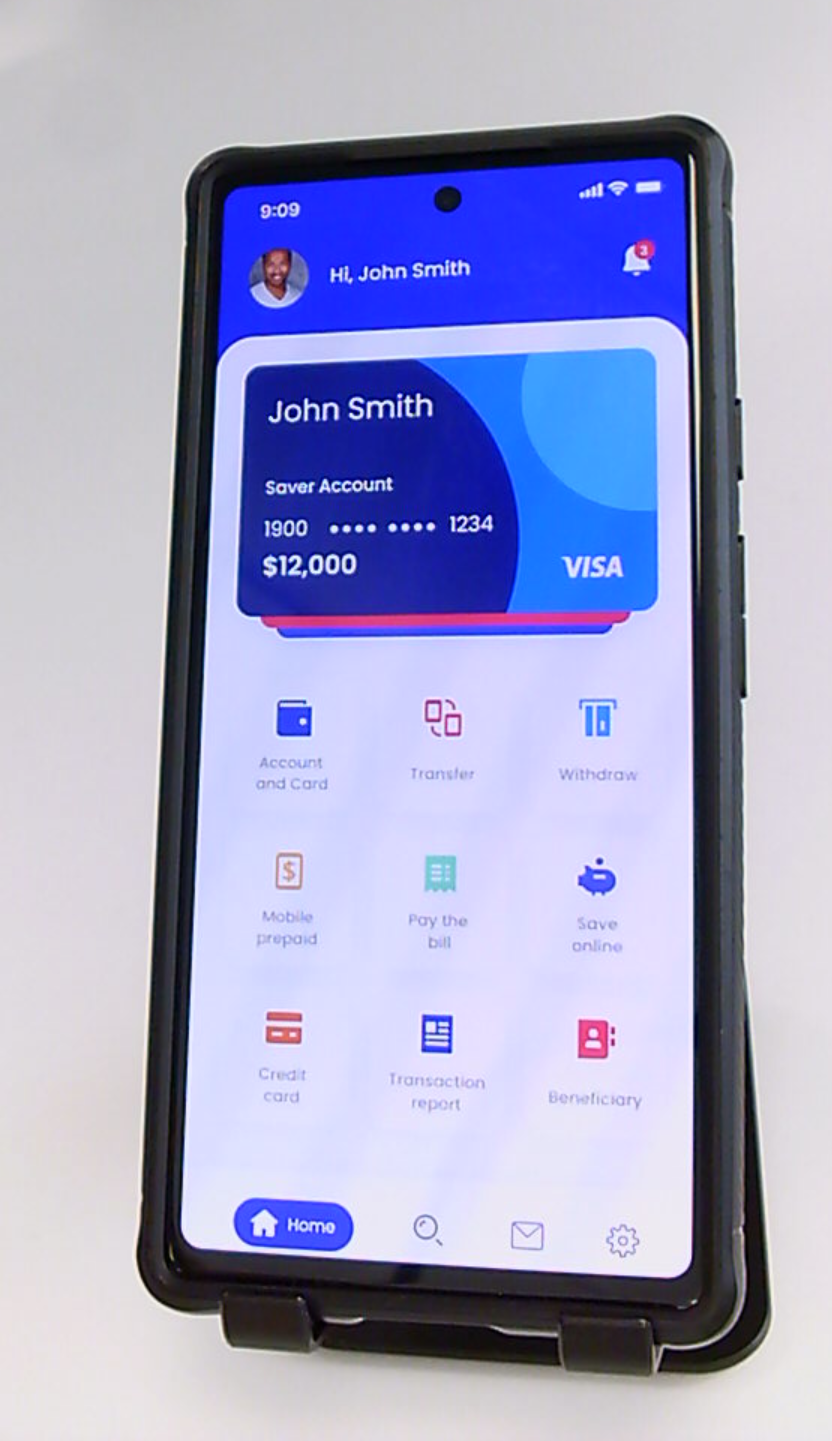 9:09
Hi, John Smith
3
John Smith
Saver Account
1900 •••• •••• 1234
$12,000
VISA
Account
and Card
Transfer
Withdraw
$
Mobile
prepaid
Pay the
bill
Save
online
Credit
card
Transaction
report
Beneficiary
Home